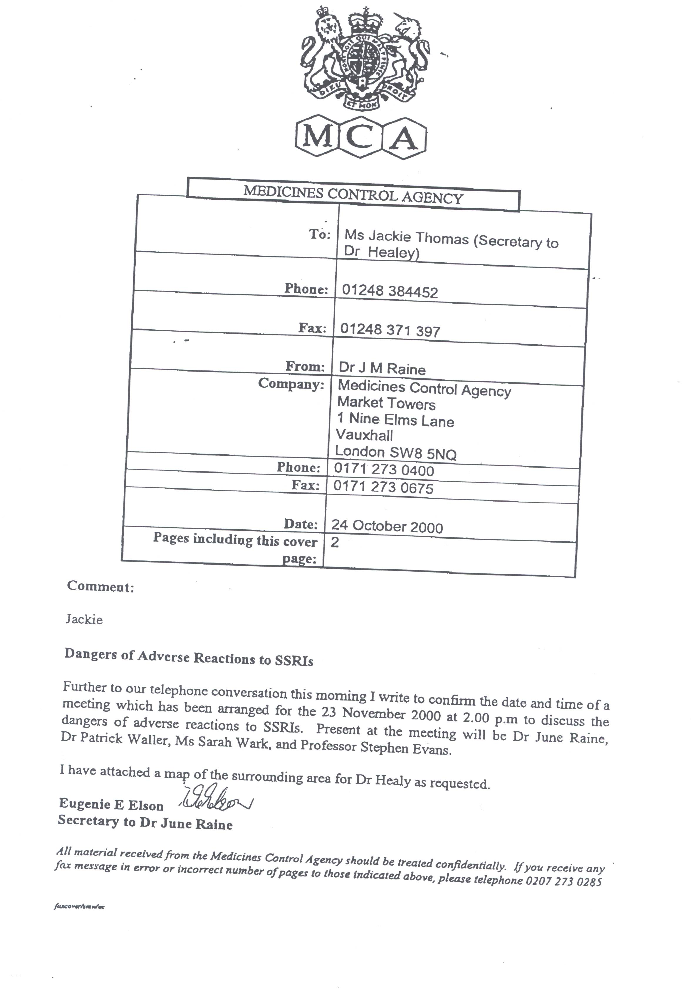 HONI SOIT QUI MAL Y PENSE
DIEU ET MON DROIT
MCA
MEDICINES CONTROL AGENCY
To: Ms Jackie Thomas (Secretary to
Dr Healey)
Phone: 01248 384452
Fax: 01248 371 397
From: Dr J M Raine
Company: Medicines Control Agency
Market Towers
1 Nine Elms Lane
Vauxhall
London SW8 5NQ
Phone: 0171 273 0400
Fax: 0171 273 0675
Date: 24 October 2000
Pages including this cover 2
page:
Comment:
Jackie
Dangers of Adverse Reactions to SSRIs
Further to our telephone conversation this morning I write to confirm the date and time of a
meeting which has been arranged for the 23 November 2000 at 2.00 p.m to discuss the
dangers of adverse reactions to SSRIs. Present at the meeting will be Dr June Raine,
Dr Patrick Waller, Ms Sarah Wark, and Professor Stephen Evans.
I have attached a map of the surrounding area for Dr Healy as requested.
Eugenie E Elson
Secretary to Dr June Raine
All material received from the Medicines Control Agency should be treated confidentially. If you receive any
fax message in error or incorrect number of pages to those indicated above, please telephone 0207 273 0285